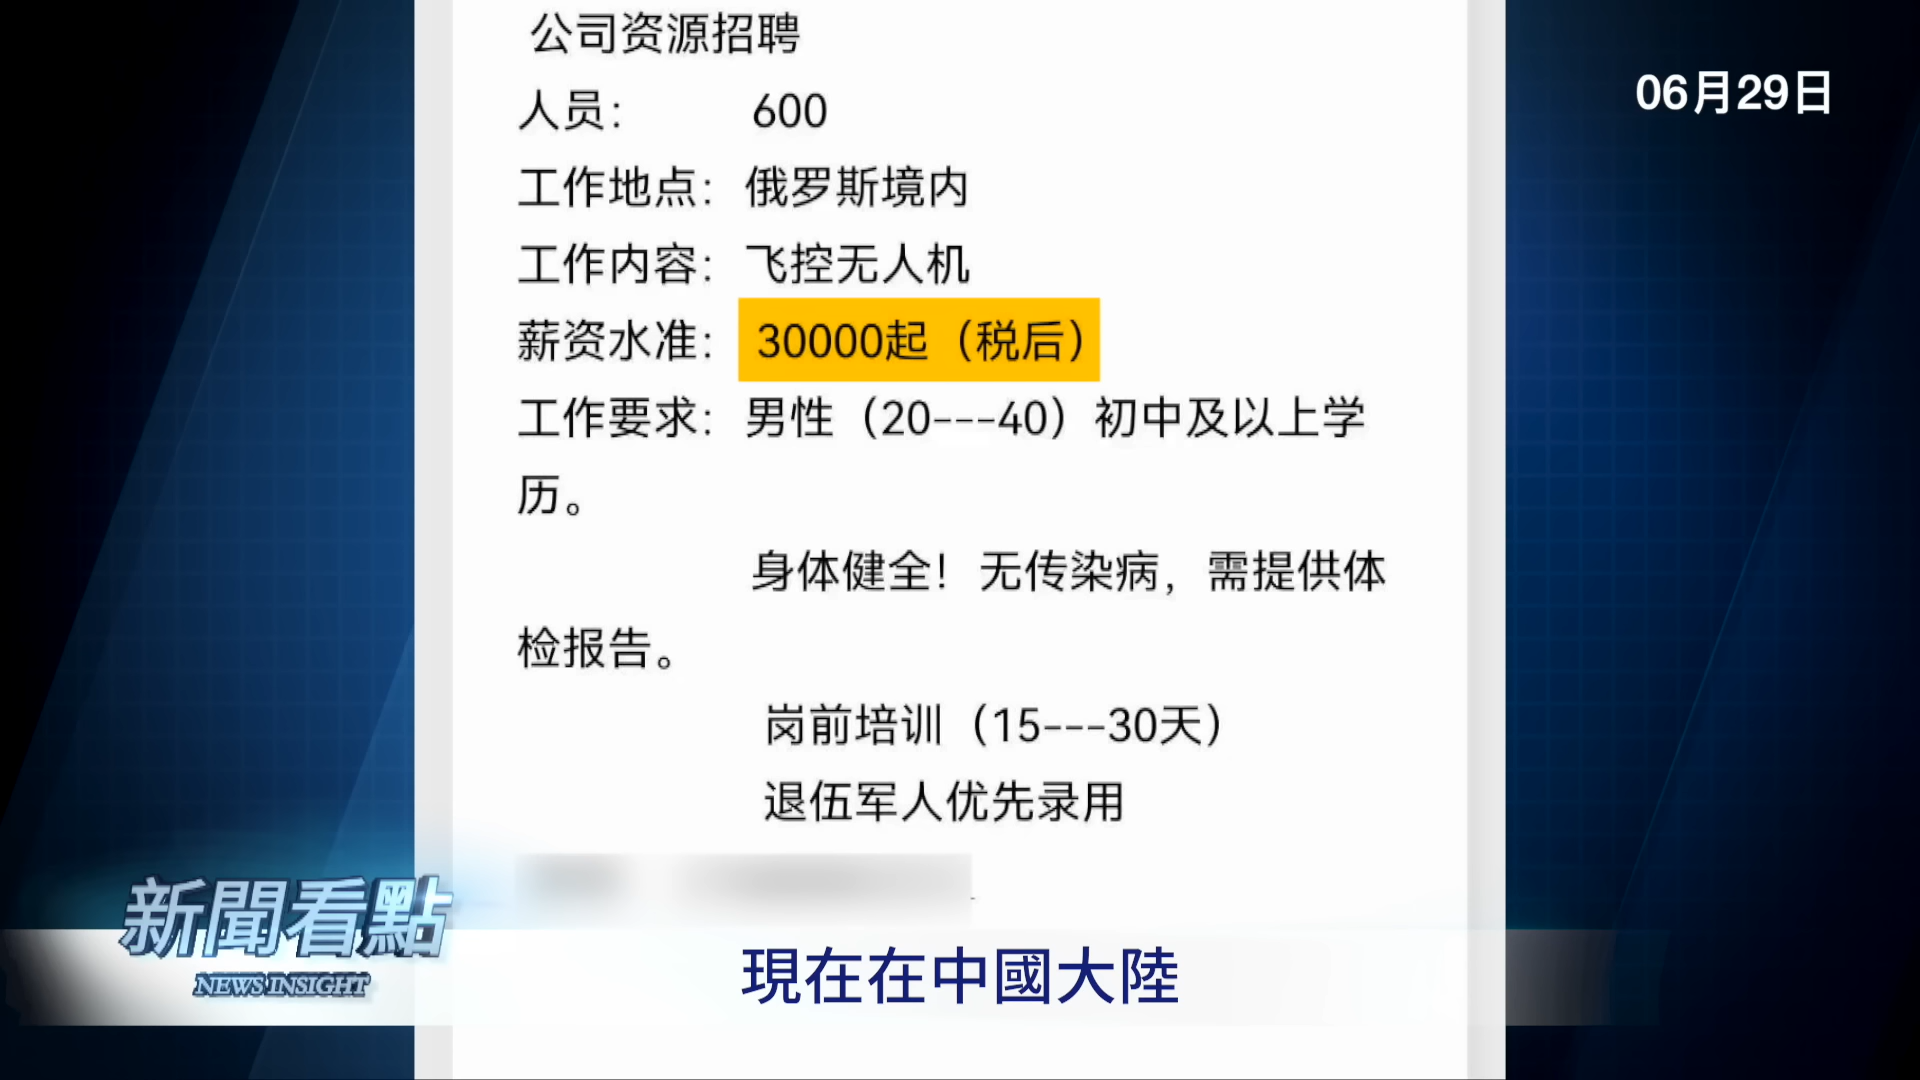 公司资源招聘
06月29日
人员： 600
工作地点：俄罗斯境内
工作内容：飞控无人机
薪资水准：30000起（税后）
工作要求：男性（20---40）初中及以上学
历。
身体健全！无传染病，需提供体
检报告。
岗前培训（15---30天）
退伍军人优先录用
新聞看點
NEWS INSIGHT
現在在中國大陸